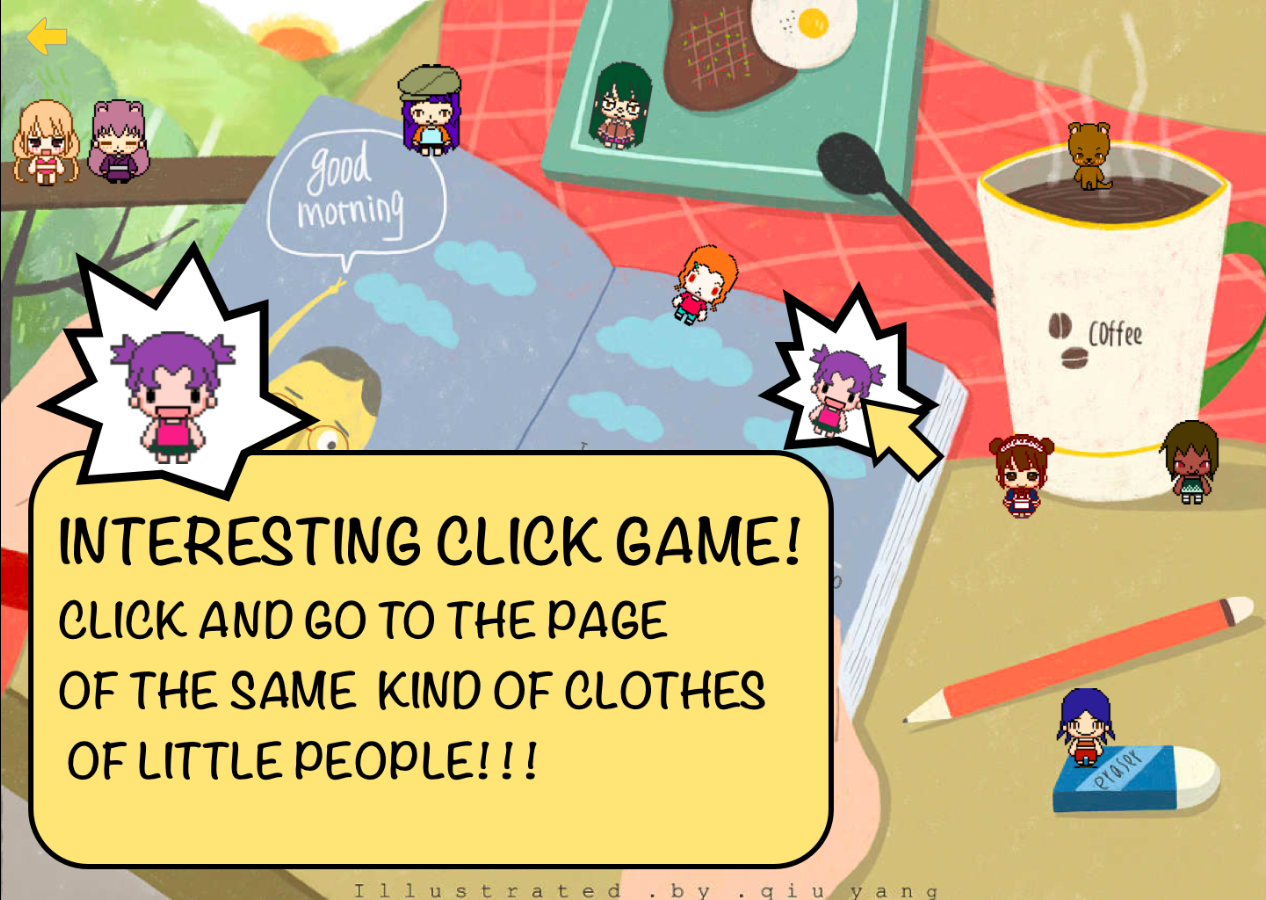 good
morning
COffee
INTERESTING CLICK GAME!
CLICK AND GO TO THE PAGE
OF THE SAME KIND OF CLOTHES
OF LITTLE PEOPLE!!!
eraser
Illustrated .by .qiu yang